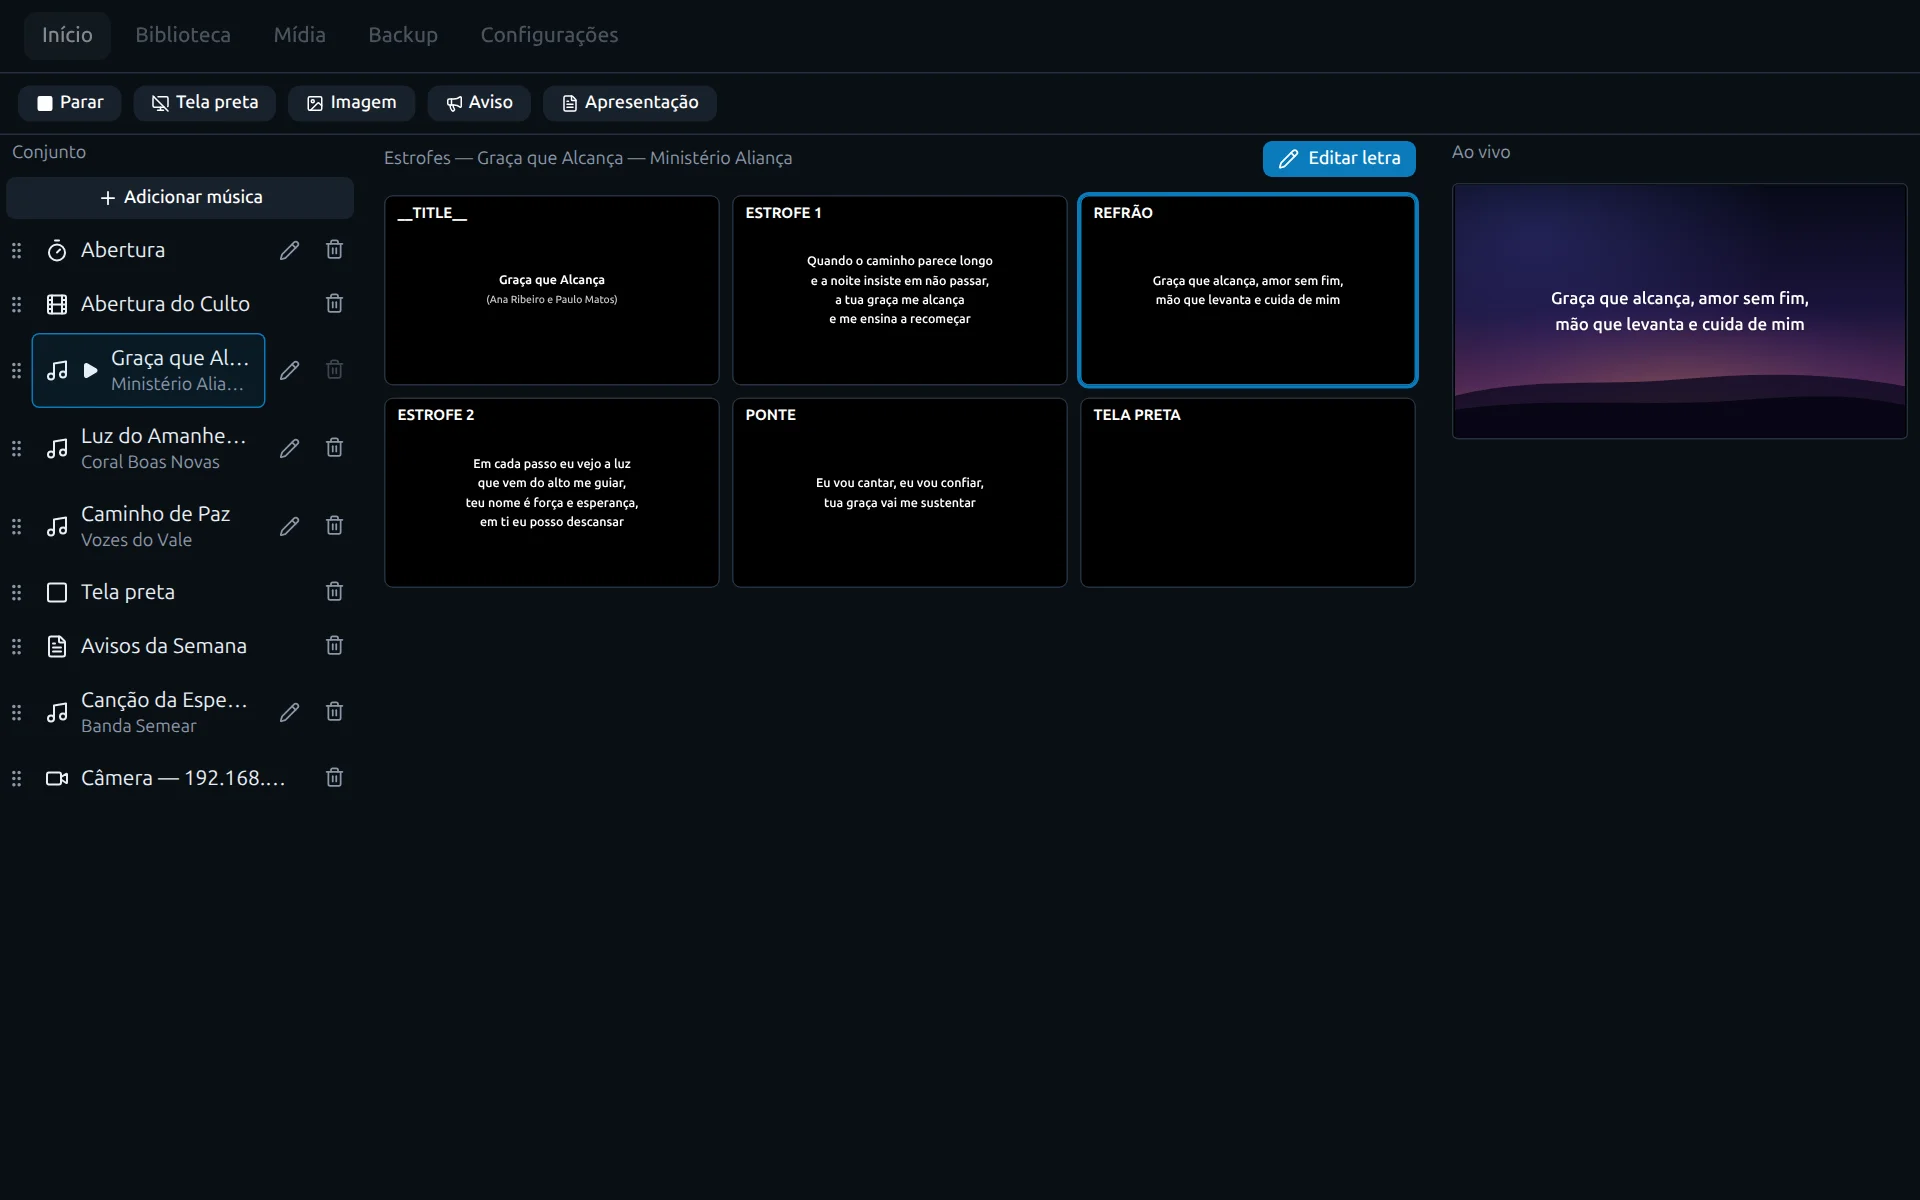 Início
Biblioteca
Mídia
Backup
Configurações
Parar
Tela preta
Imagem
Aviso
Apresentação
Conjunto
Adicionar música
Abertura
Abertura do Culto
Graça que Al...
Ministério Alia...
Luz do Amanhe...
Coral Boas Novas
Caminho de Paz
Vozes do Vale
Tela preta
Avisos da Semana
Canção da Espe...
Banda Semear
Câmera — 192.168....
Estrofes — Graça que Alcança — Ministério Aliança
Editar letra
__TITLE__
Graça que Alcança
(Ana Ribeiro e Paulo Matos)
ESTROFE 1
Quando o caminho parece longo
e a noite insiste em não passar,
a tua graça me alcança
e me ensina a recomeçar
REFRÃO
Graça que alcança, amor sem fim,
mão que levanta e cuida de mim
ESTROFE 2
Em cada passo eu vejo a luz
que vem do alto me guiar,
teu nome é força e esperança,
em ti eu posso descansar
PONTE
Eu vou cantar, eu vou confiar,
tua graça vai me sustentar
TELA PRETA
Ao vivo
Graça que alcança, amor sem fim,
mão que levanta e cuida de mim